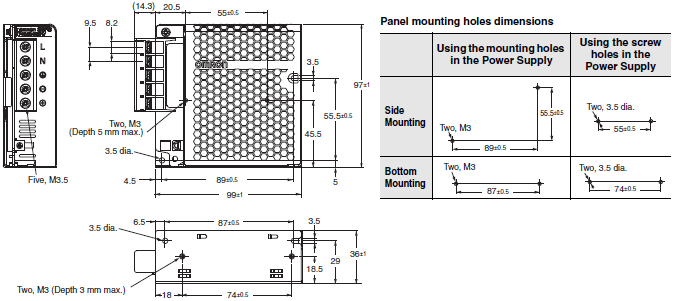 (14.3) 20.5
55±0.5
9.5 8.2
L
N
omron
3.5
97±1
55.5±0.5
45.5
Two, M3
(Depth 5 mm max.)
3.5 dia.
Five, M3.5
4.5
89±0.5
5
99±1
6.5
87±0.5
3.5
3.5 dia.
36±1
29
18.5
Two, M3 (Depth 3 mm max.)
18
74±0.5
Panel mounting holes dimensions
Using the mounting holes
in the Power Supply
Using the screw
holes in the
Power Supply
Side
Mounting
Two, M3
55.5±0.5
89±0.5
Two, 3.5 dia.
55±0.5
Bottom
Mounting
Two, M3
87±0.5
Two, 3.5 dia.
74±0.5